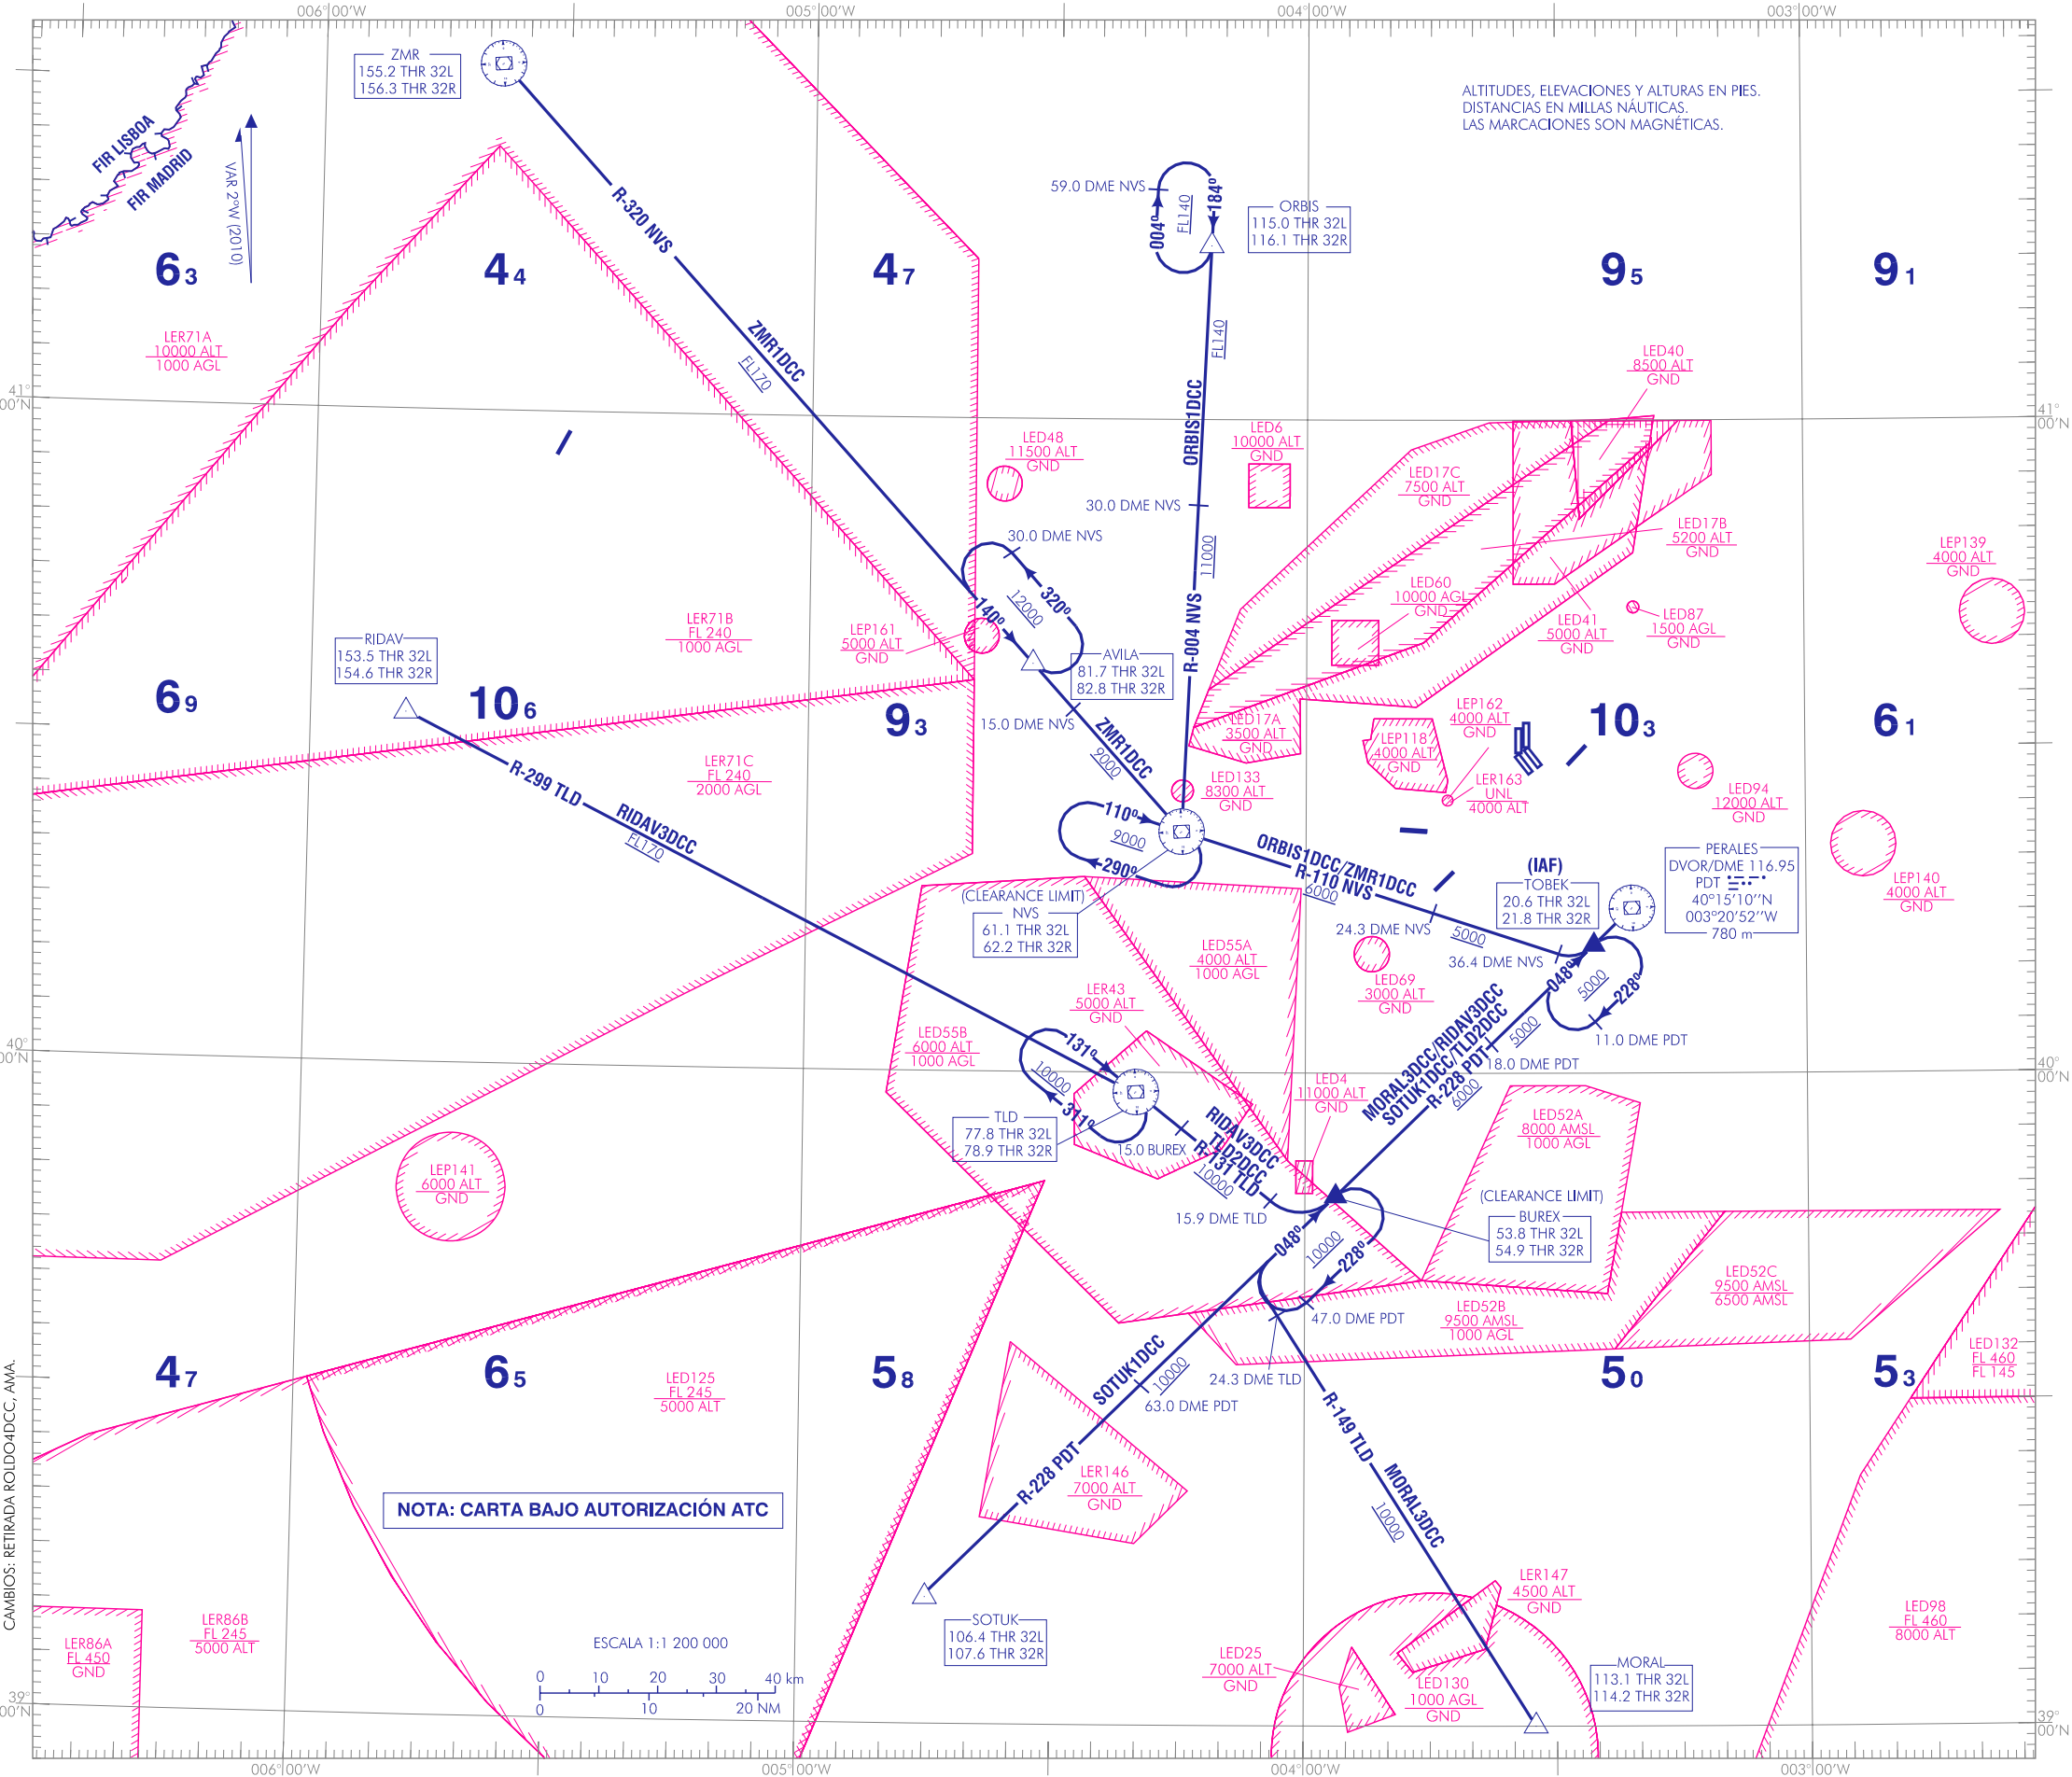 006°00'W
005°00'W
004°00'W
003°00'W
ZMR
155.2 THR 32L
156.3 THR 32R
ALTITUDES, ELEVACIONES Y ALTURAS EN PIES.
DISTANCIAS EN MILLAS NÁUTICAS.
LAS MARCACIONES SON MAGNÉTICAS.
FIR LISBOA
FIR MADRID
VAR 2°W (2010)
R-320 NVS
59.0 DME NVS
004º
FL140
184º
ORBIS
115.0 THR 32L
116.1 THR 32R
63
44
47
95
91
LER71A
10000 ALT
1000 AGL
ZMR1DCC
FL170
FL140
ORBIS1DCC
LED40
8500 ALT
GND
41°
00'N
41°
00'N
LED48
11500 ALT
GND
LED6
10000 ALT
GND
LED17C
7500 ALT
GND
30.0 DME NVS
30.0 DME NVS
11000
LED17B
5200 ALT
GND
LEP139
4000 ALT
GND
LED60
10000 AGL
GND
320º
12000
140º
LER71B
FL 240
1000 AGL
LEP161
5000 ALT
GND
R-004 NVS
LED41
5000 ALT
GND
LED87
1500 AGL
GND
RIDAV
153.5 THR 32L
154.6 THR 32R
AVILA
81.7 THR 32L
82.8 THR 32R
69
106
93
103
61
15.0 DME NVS
ZMR1DCC
9000
LED17A
3500 ALT
GND
LEP162
4000 ALT
GND
LEP118
4000 ALT
GND
LER71C
FL 240
2000 AGL
R-299 TLD
RIDAV3DCC
FL170
LED133
8300 ALT
GND
LER163
UNL
4000 ALT
LED94
12000 ALT
GND
110º
9000
290º
ORBIS1DCC/ZMR1DCC
R-110 NVS
6000
(IAF)
TOBEK
20.6 THR 32L
21.8 THR 32R
PERALES
DVOR/DME 116.95
PDT
40°15'10''N
003°20'52''W
780 m
LEP140
4000 ALT
GND
(CLEARANCE LIMIT)
NVS
61.1 THR 32L
62.2 THR 32R
24.3 DME NVS
5000
36.4 DME NVS
LED55A
4000 ALT
1000 AGL
LED69
3000 ALT
GND
048º
5000
228º
11.0 DME PDT
LER43
5000 ALT
GND
LED55B
6000 ALT
1000 AGL
MORAL3DCC/RIDAV3DCC
SOTUK1DCC/TLD2DCC
R-228 PDT
5000
6000
18.0 DME PDT
40°
00'N
40°
00'N
131º
10000
311º
LED4
11000 ALT
GND
TLD
77.8 THR 32L
78.9 THR 32R
15.0 BUREX
RIDAV3DCC
TLD2DCC
R-131 TLD
10000
LED52A
8000 AMSL
1000 AGL
LEP141
6000 ALT
GND
15.9 DME TLD
(CLEARANCE LIMIT)
BUREX
53.8 THR 32L
54.9 THR 32R
048º
10000
228º
LED52C
9500 AMSL
6500 AMSL
47.0 DME PDT
LED52B
9500 AMSL
1000 AGL
LED132
FL 460
FL 145
47
65
58
50
53
LED125
FL 245
5000 ALT
SOTUK1DCC
10000
24.3 DME TLD
63.0 DME PDT
R-149 TLD
MORAL3DCC
10000
R-228 PDT
LER146
7000 ALT
GND
NOTA: CARTA BAJO AUTORIZACIÓN ATC
CAMBIOS: RETIRADA ROLDO4DCC, AMA.
LER147
4500 ALT
GND
LER86B
FL 245
5000 ALT
LER86A
FL 450
GND
SOTUK
106.4 THR 32L
107.6 THR 32R
LED98
FL 460
8000 ALT
ESCALA 1:1 200 000
0 10 20 30 40 km
0 10 20 NM
LED25
7000 ALT
GND
LED130
1000 AGL
GND
MORAL
113.1 THR 32L
114.2 THR 32R
39°
00'N
39°
00'N
006°00'W
005°00'W
004°00'W
003°00'W